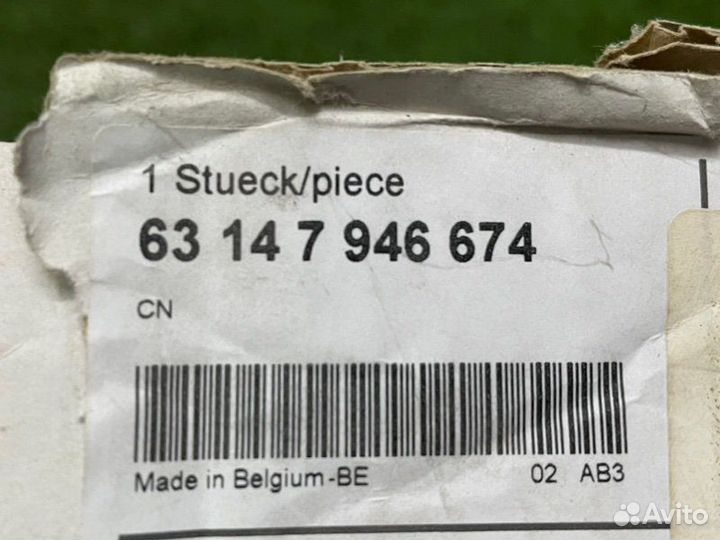 1 Stueck/piece
63 14 7 946 674
CN
Made in Belgium-BE 02 AB3
Avito